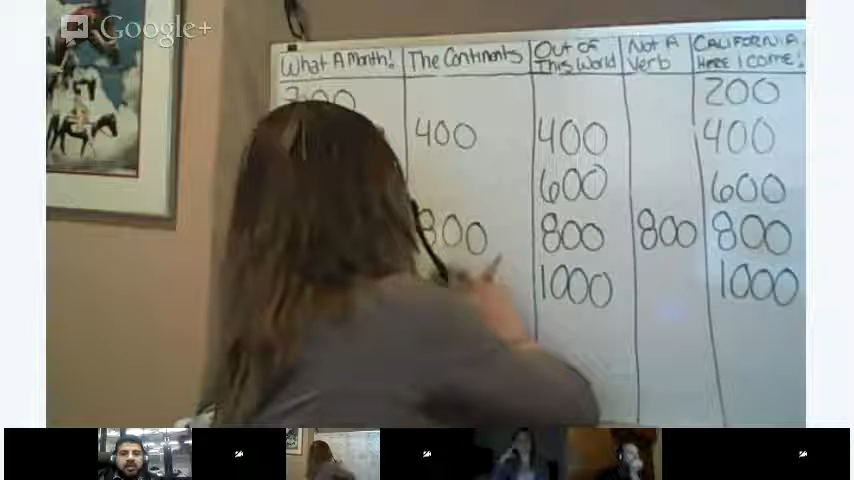 Google+
What A Month!
The Continents
Out of
This World
Not A
Verb
CALIFORNIA,
HERE I COME!
200
400 400 400
600 600
800 800 800 800
1000 1000